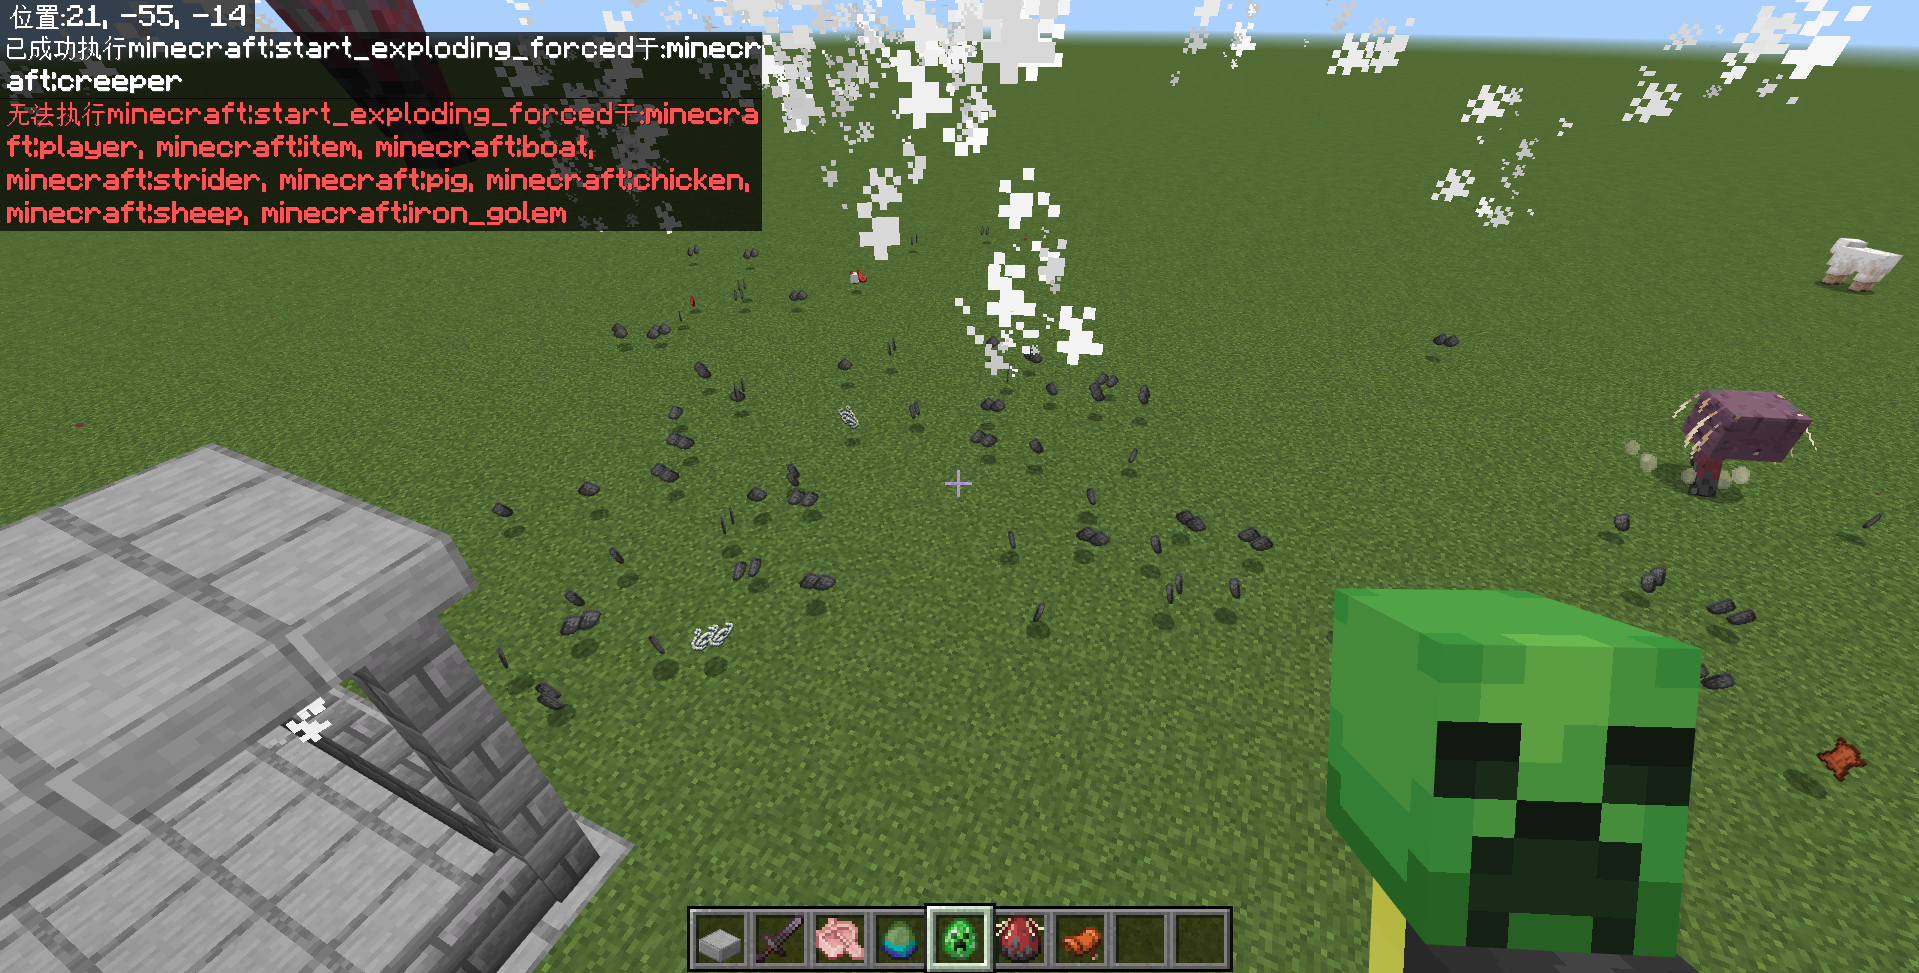 位置:21, -55, -14
已成功执行minecraft:start_exploding_forced于:minecr
aft:creeper
无法执行minecraft:start_exploding_forced于:minecra
ft:player, minecraft:item, minecraft:boat,
minecraft:strider, minecraft:pig, minecraft:chicken,
minecraft:sheep, minecraft:iron_golem